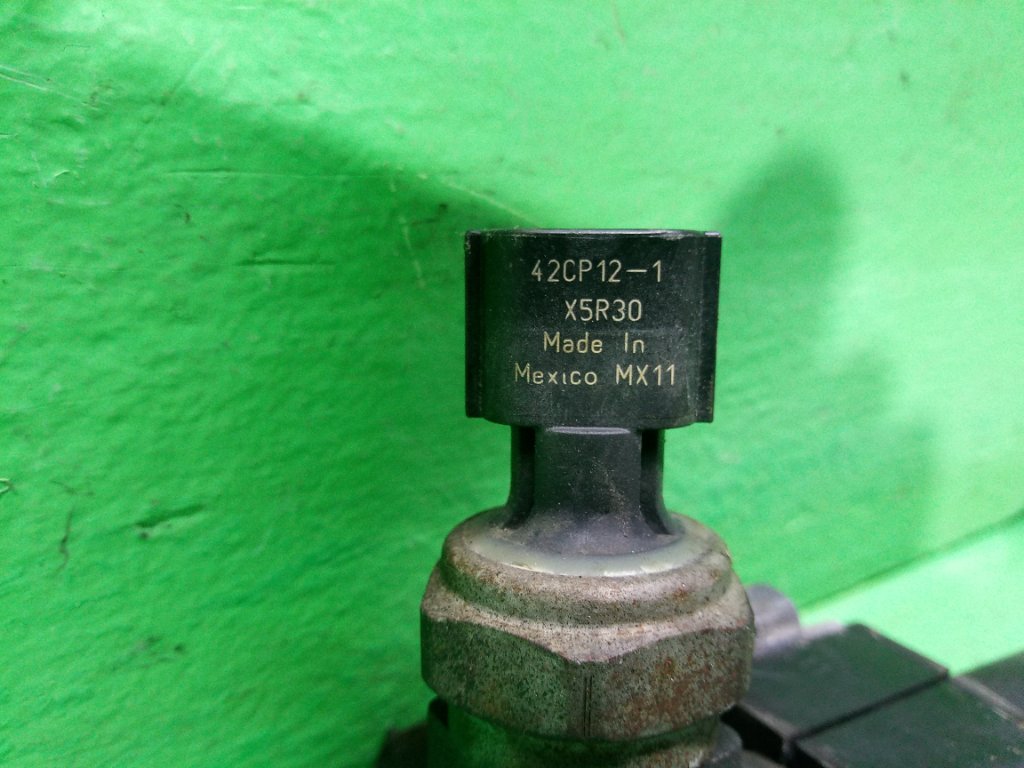 42CP12-1
X5R30
Made In
Mexico MX11